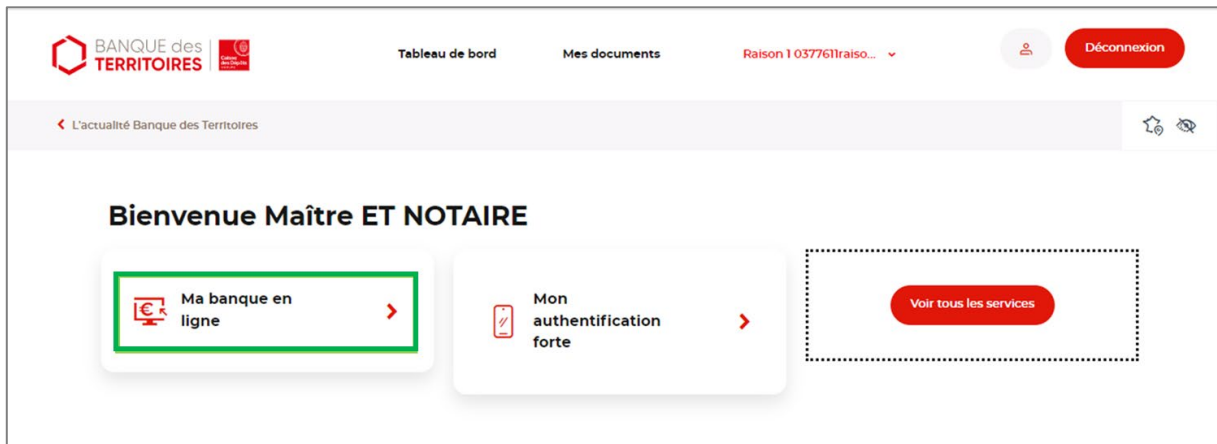 BANQUE des
TERRITOIRES
Tableau de bord
Mes documents
Raison 1 0377611raiso...
Déconnexion
L'actualité Banque des Territoires
Bienvenue Maître ET NOTAIRE
Ma banque en
ligne
Mon
authentification
forte
Voir tous les services